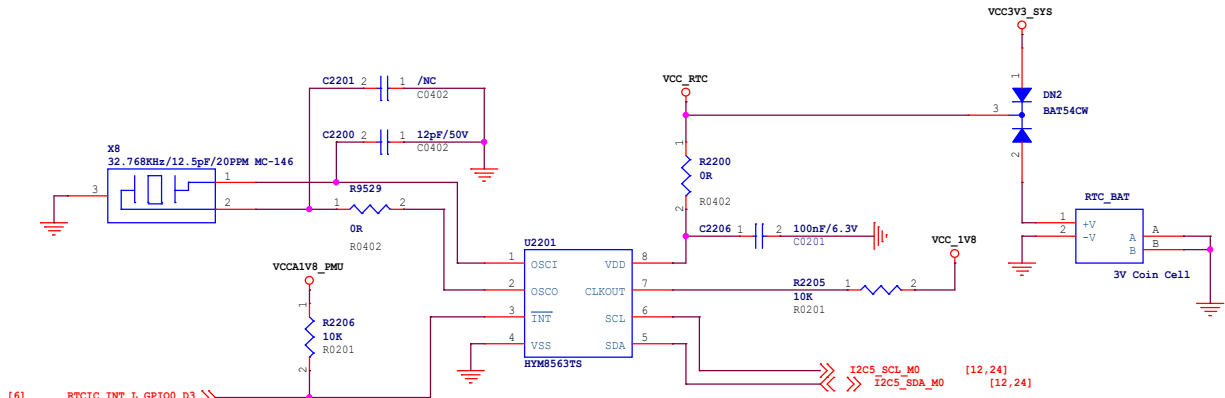 VCC3V3_SYS
C2201 2 1 /NC
C0402
VCC_RTC
1
DN2
BAT54CW
3
C2200 2 1 12pF/50V
C0402
2
X8
32.768KHz/12.5pF/20PPM MC-146
1
R2200
0R
R0402
2
3
1
2
R9529
1 2
0R
R0402
RTC_BAT
1 +V
2 -V
A A
B B
3V Coin Cell
C2206 1 2 100nF/6.3V
C0201
VCC_1V8
U2201
1 OSCI VDD 8
2 OSCO CLKOUT 7
3 INT SCL 6
4 VSS SDA 5
HYM8563TS
R2205
10K
R0201
1 2
VCCA1V8_PMU
1
R2206
10K
R0201
2
I2C5_SCL_M0 [12,24]
I2C5_SDA_M0 [12,24]
[6] RTCIC_INT_L_GPIO0_D3